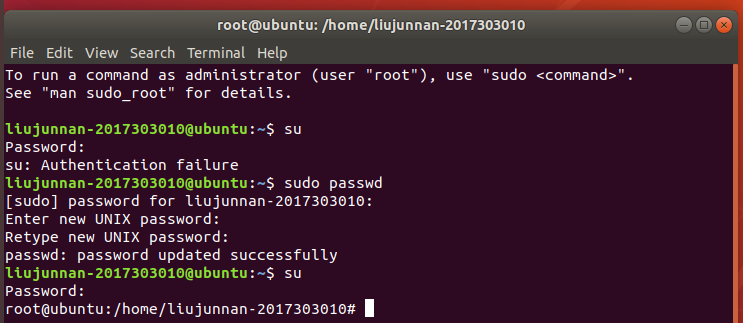 root@ubuntu: /home/liujunnan-2017303010
File Edit View Search Terminal Help
To run a command as administrator (user "root"), use "sudo <command>".
See "man sudo_root" for details.
liujunnan-2017303010@ubuntu:~$ su
Password:
su: Authentication failure
liujunnan-2017303010@ubuntu:~$ sudo passwd
[sudo] password for liujunnan-2017303010:
Enter new UNIX password:
Retype new UNIX password:
passwd: password updated successfully
liujunnan-2017303010@ubuntu:~$ su
Password:
root@ubuntu:/home/liujunnan-2017303010#